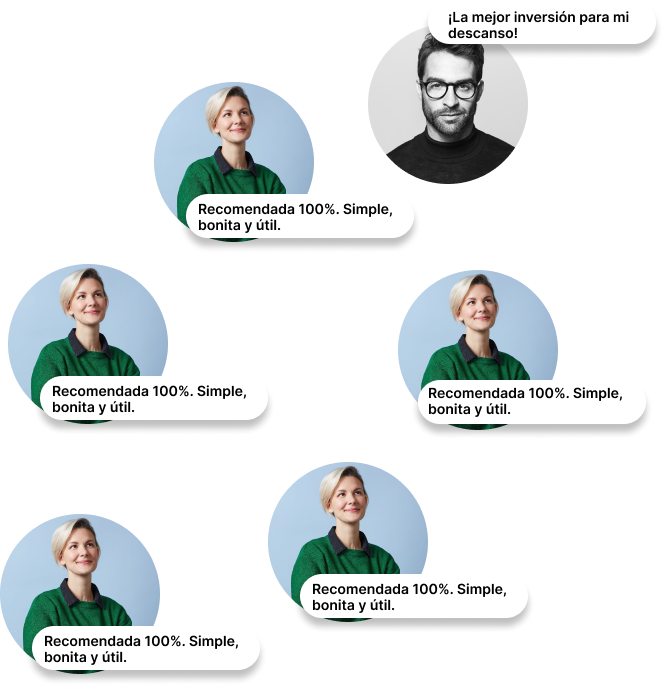 ¡La mejor inversión para mi
descanso!
Recomendada 100%. Simple,
bonita y útil.
Recomendada 100%. Simple,
bonita y útil.
Recomendada 100%. Simple,
bonita y útil.
Recomendada 100%. Simple,
bonita y útil.
Recomendada 100%. Simple,
bonita y útil.